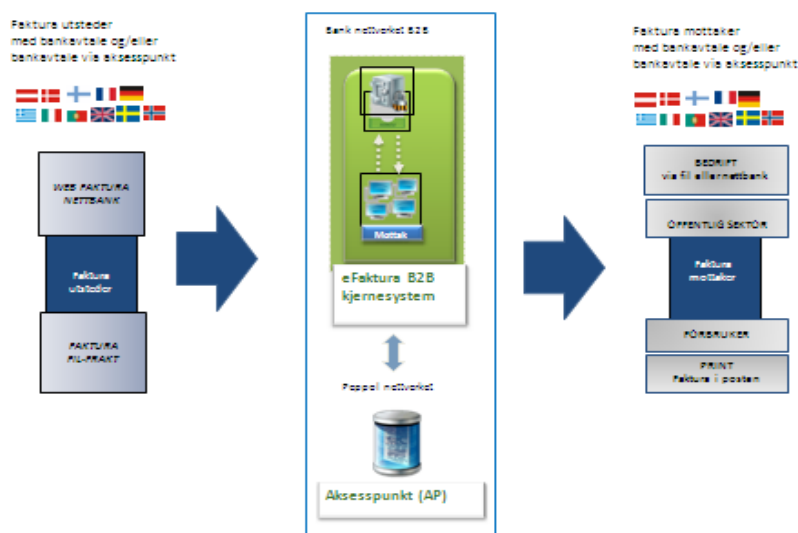 Faktura utsteder
med bankavtale og/eller
bankavtale via aksesspunkt
WEB FAKTURA
NETTBANK
Faktura
utsteder
FAKTURA
FIL-FRAKT
Bank nettverket B2B
Mottak
eFaktura B2B
kjernesystem
Peppol nettverket
Aksesspunkt (AP)
Faktura mottaker
med bankavtale og/eller
bankavtale via aksesspunkt
BEDRIFT
via fil eller nettbank
OFFENTLIG SEKTOR
Faktura
mottaker
FORBRUKER
PRINT
Faktura i posten